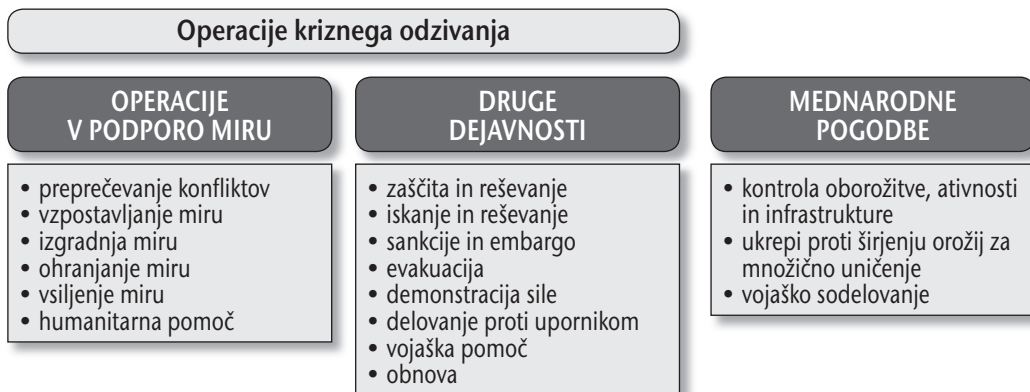 Operacije kriznega odzivanja
OPERACIJE
V PODPORO MIRU
• preprečevanje konfliktov
• vzpostavljanje miru
• izgradnja miru
• ohranjanje miru
• vsiljenje miru
• humanitarna pomoč
DRUGE
DEJAVNOSTI
• zaščita in reševanje
• iskanje in reševanje
• sankcije in embargo
• evakuacija
• demonstracija sile
• delovanje proti upornikom
• vojaška pomoč
• obnova
MEDNARODNE
POGODBE
• kontrola oborožitve, ativnosti
in infrastrukture
• ukrepi proti širjenju orožij za
množično uničenje
• vojaško sodelovanje